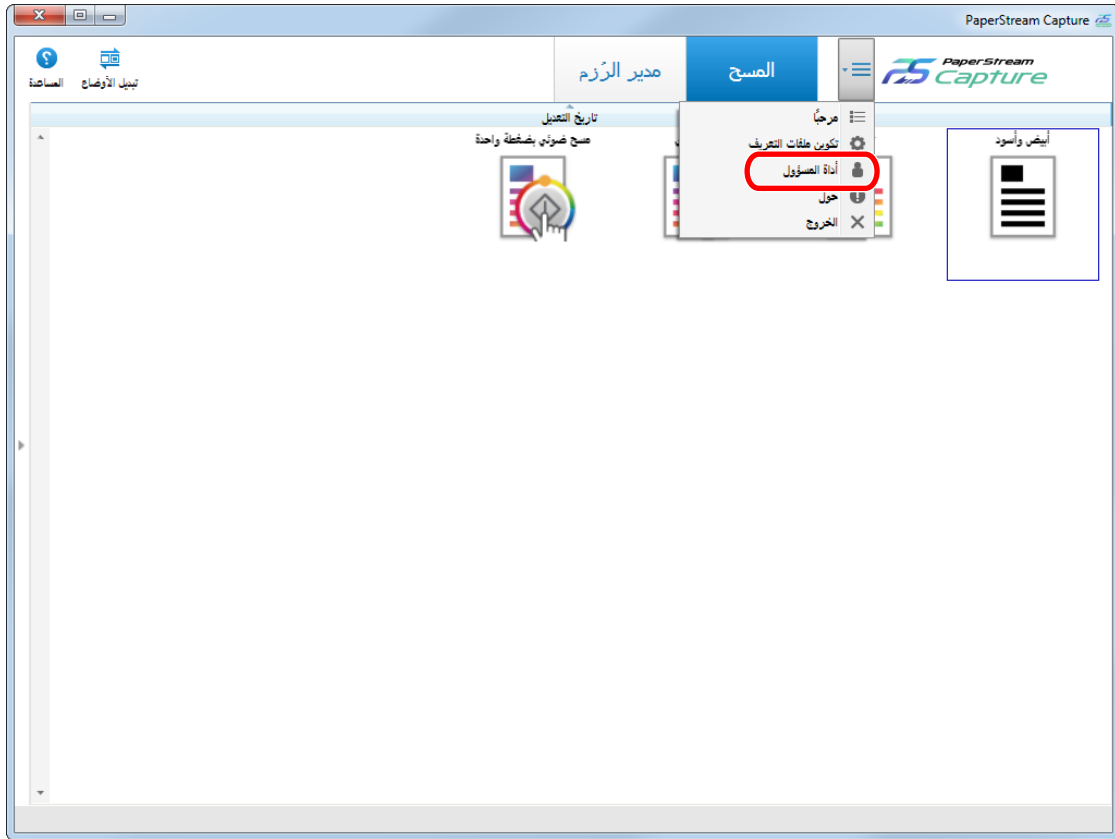 PaperStream Capture
PaperStream
Capture
المسح
مدير الرُزم
تبديل الأوضاع
المساعدة
تاريخ التعديل
مرحبًا
تكوين ملفات التعريف
أداة المسؤول
حول
الخروج
أبيض وأسود
مسح ضوئي بضغطة واحدة